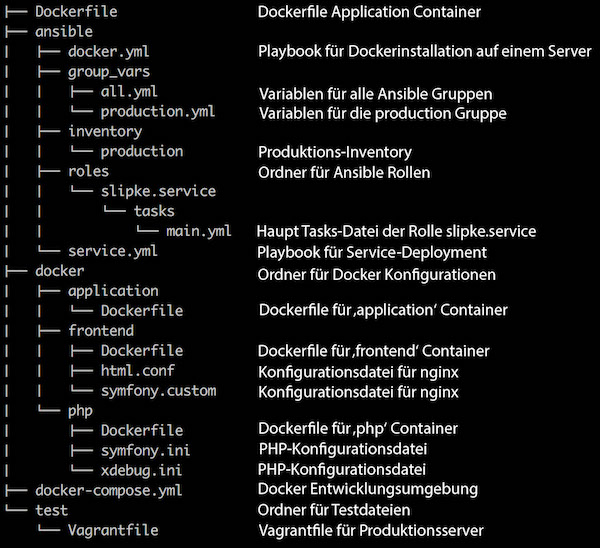 ├── Dockerfile Dockerfile Application Container
├── ansible
│   ├── docker.yml Playbook für Dockerinstallation auf einem Server
│   ├── group_vars
│   │   ├── all.yml Variablen für alle Ansible Gruppen
│   │   └── production.yml Variablen für die production Gruppe
│   ├── inventory
│   │   └── production Produktions-Inventory
│   ├── roles Ordner für Ansible Rollen
│   │   └── slipke.service
│   │       └── tasks
│   │           └── main.yml Haupt Tasks-Datei der Rolle slipke.service
│   └── service.yml Playbook für Service-Deployment
├── docker Ordner für Docker Konfigurationen
│   ├── application
│   │   └── Dockerfile Dockerfile für ‚application‘ Container
│   ├── frontend
│   │   ├── Dockerfile Dockerfile für ‚frontend‘ Container
│   │   ├── html.conf Konfigurationsdatei für nginx
│   │   └── symfony.custom Konfigurationsdatei für nginx
│   └── php
│       ├── Dockerfile Dockerfile für ‚php‘ Container
│       ├── symfony.ini PHP-Konfigurationsdatei
│       └── xdebug.ini PHP-Konfigurationsdatei
├── docker-compose.yml Docker Entwicklungsumgebung
└── test Ordner für Testdateien
    └── Vagrantfile Vagrantfile für Produktionsserver